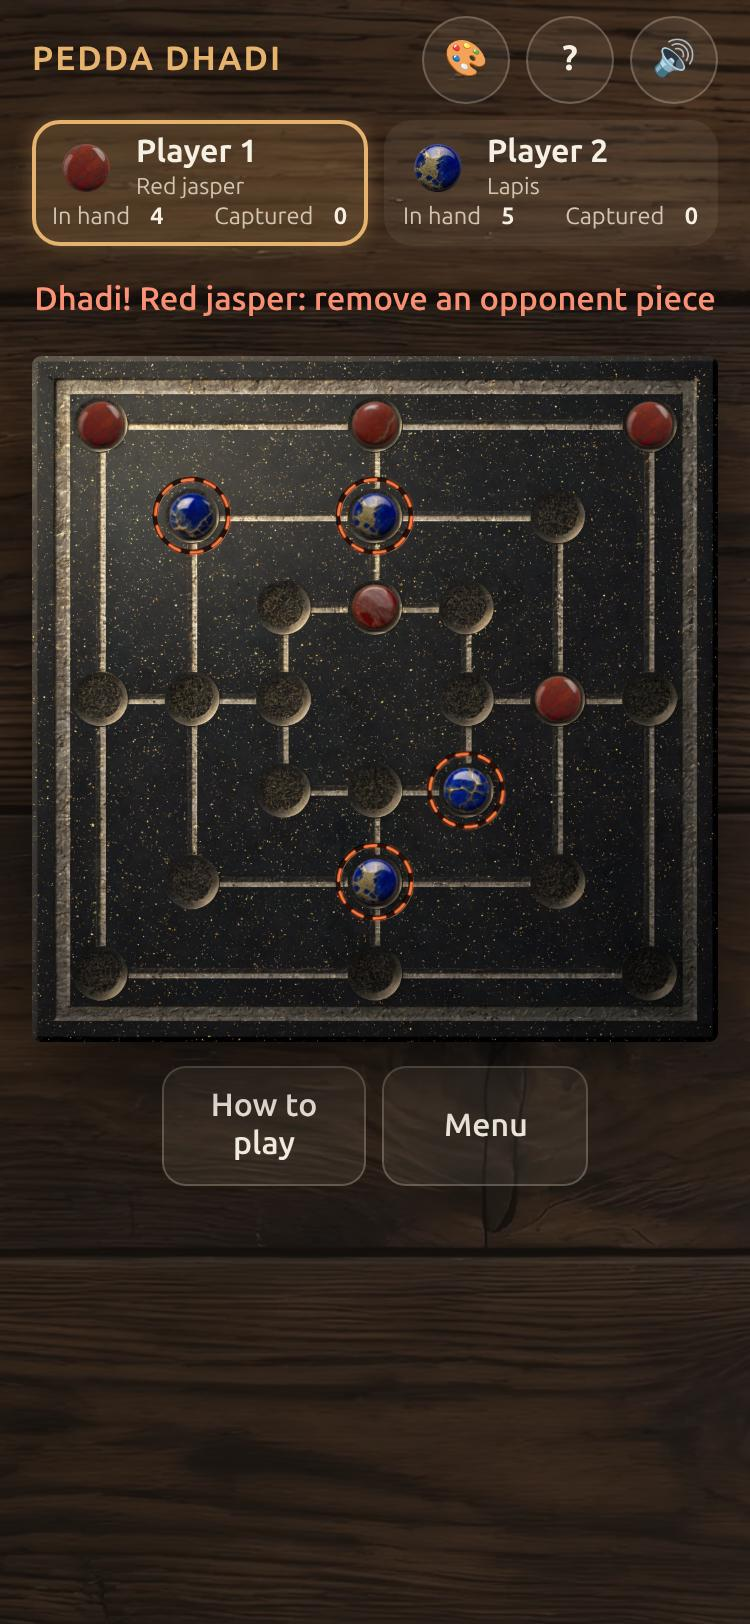 PEDDA DHADI
?
Player 1
Red jasper
In hand 4 Captured 0
Player 2
Lapis
In hand 5 Captured 0
Dhadi! Red jasper: remove an opponent piece
How to
play
Menu